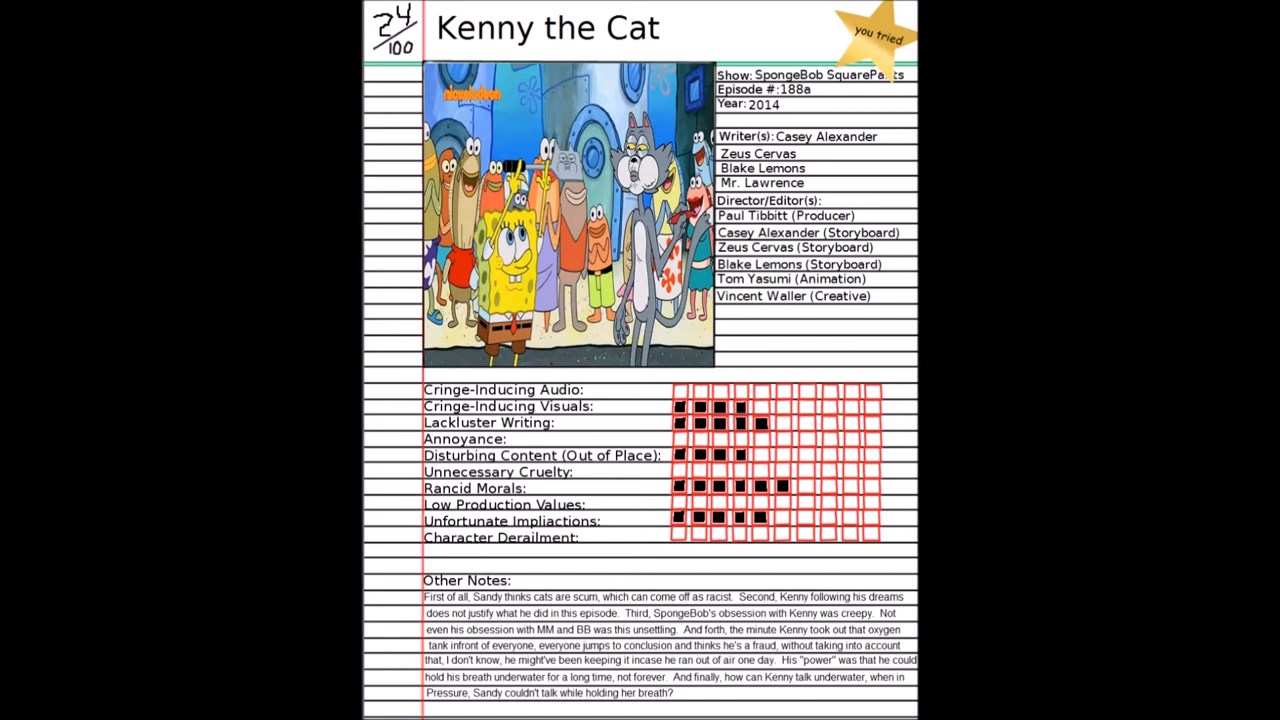 24/100
Kenny the Cat
you tried
nickelodeon
Show: SpongeBob SquarePants
Episode #:188a
Year: 2014
Writer(s): Casey Alexander
Zeus Cervas
Blake Lemons
Mr. Lawrence
Director/Editor(s):
Paul Tibbitt (Producer)
Casey Alexander (Storyboard)
Zeus Cervas (Storyboard)
Blake Lemons (Storyboard)
Tom Yasumi (Animation)
Vincent Waller (Creative)
Cringe-Inducing Audio:
Cringe-Inducing Visuals:
Lackluster Writing:
Annoyance:
Disturbing Content (Out of Place):
Unnecessary Cruelty:
Rancid Morals:
Low Production Values:
Unfortunate Impliactions:
Character Derailment:
Other Notes:
First of all, Sandy thinks cats are scum, which can come off as racist. Second, Kenny following his dreams
does not justify what he did in this episode. Third, SpongeBob's obsession with Kenny was creepy. Not
even his obsession with MM and BB was this unsettling. And forth, the minute Kenny took out that oxygen
tank infront of everyone, everyone jumps to conclusion and thinks he's a fraud, without taking into account
that, I don't know, he might've been keeping it incase he ran out of air one day. His "power" was that he could
hold his breath underwater for a long time, not forever. And finally, how can Kenny talk underwater, when in
Pressure, Sandy couldn't talk while holding her breath?